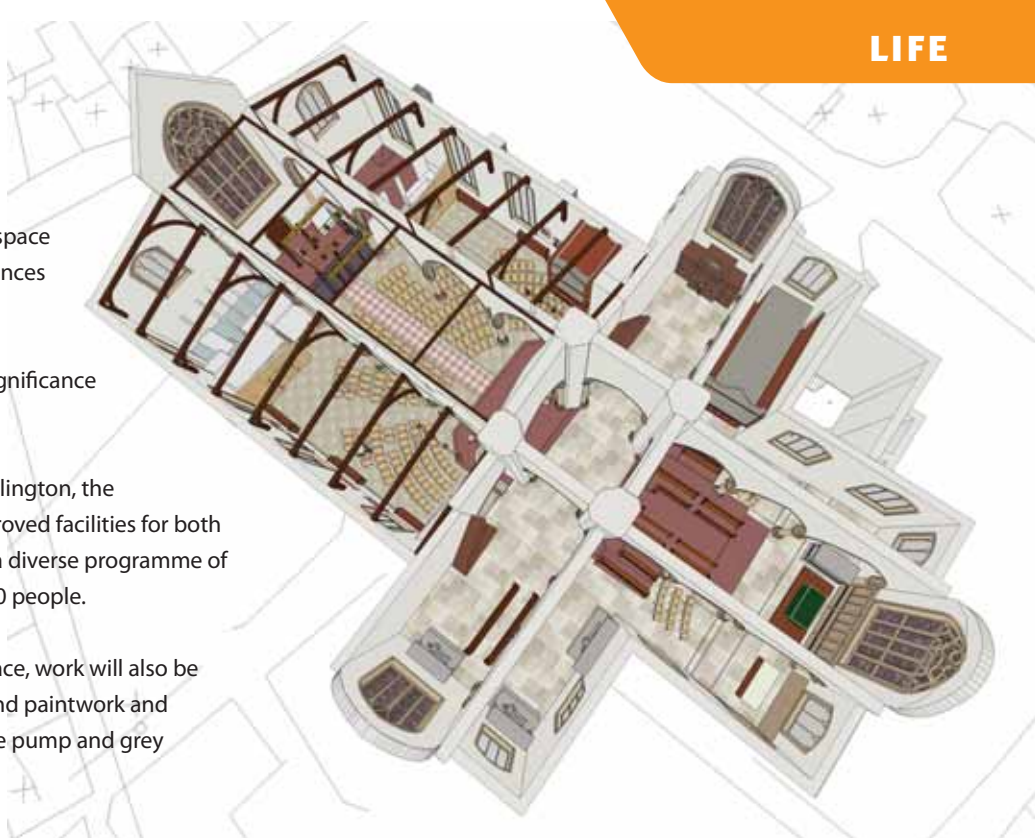 LIFE
space
nces
gnificance
lington, the
roved facilities for both
a diverse programme of
0 people.
ce, work will also be
nd paintwork and
e pump and grey